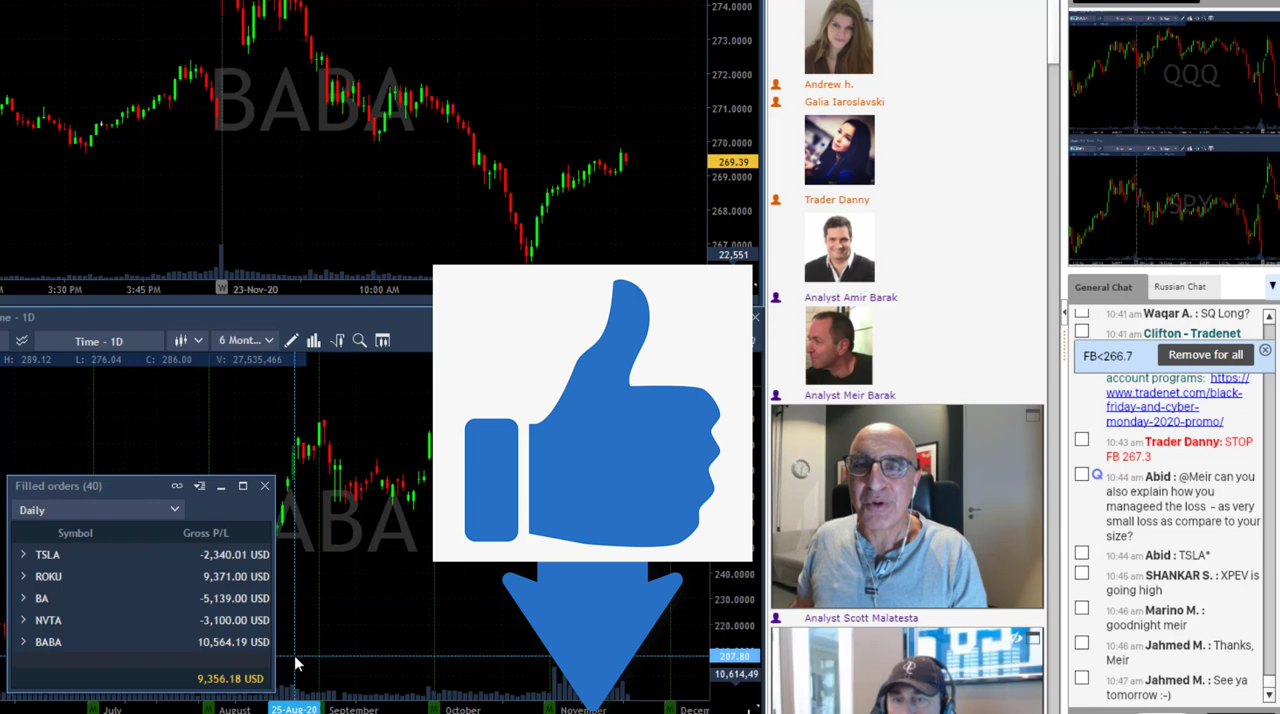 274.0000
273.0000
272.0000
271.0000
270.0000
269.39
269.0000
268.0000
267.0000
22,551
BABA
3:30 PM
3:45 PM
23-Nov-20
10:00 AM
W
me - 1D
Time - 1D
6 Mont...
H: 289.12 L: 276.04 C: 286.00 V: 27,535,466
ABA
240.0000
230.0000
220.0000
207.80
10,614,49
July
August
25-Aug-20
September
October
November
Decem
Filled orders (40)
Daily
Symbol Gross P/L
TSLA -2,340.01 USD
ROKU 9,371.00 USD
BA -5,139.00 USD
NVTA -3,100.00 USD
BABA 10,564.19 USD
9,356.18 USD
Andrew h.
Galia Iaroslavski
Trader Danny
Analyst Amir Barak
Analyst Meir Barak
Analyst Scott Malatesta
QQQ
SPY
General Chat
Russian Chat
10:41 am Waqar A. : SQ Long?
10:41 am Clifton - Tradenet
FB<266.7
Remove for all
account programs: https://
www.tradenet.com/black-
friday-and-cyber-
monday-2020-promo/
10:43 am Trader Danny: STOP
FB 267.3
Q 10:44 am Abid : @Meir can you
also explain how you
manageed the loss - as very
small loss as compare to your
size?
10:44 am Abid : TSLA*
10:45 am SHANKAR S. : XPEV is
going high
10:46 am Marino M. :
goodnight meir
10:46 am Jahmed M. : Thanks,
Meir
10:47 am Jahmed M. : See ya
tomorrow :-)